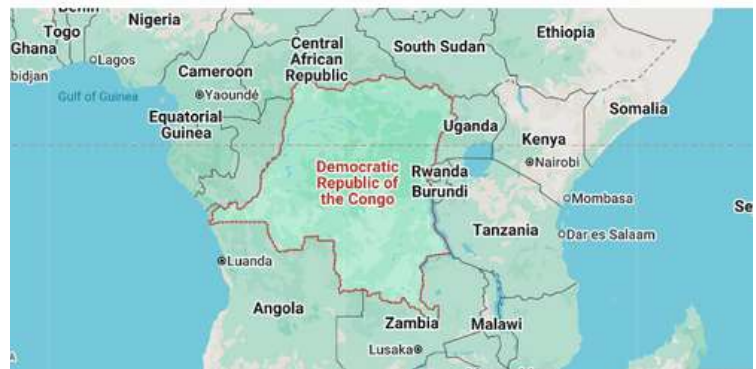 Benin
Nigeria
Togo
Ghana
Lagos
bidjan
Gulf of Guinea
Cameroon
Yaoundé
Equatorial
Guinea
Central
African
Republic
South Sudan
Ethiopia
Somalia
Uganda
Kenya
Nairobi
Democratic
Republic of
the Congo
Rwanda
Burundi
Mombasa
Se
Tanzania
Dar es Salaam
Luanda
Angola
Zambia
Malawi
Lusaka